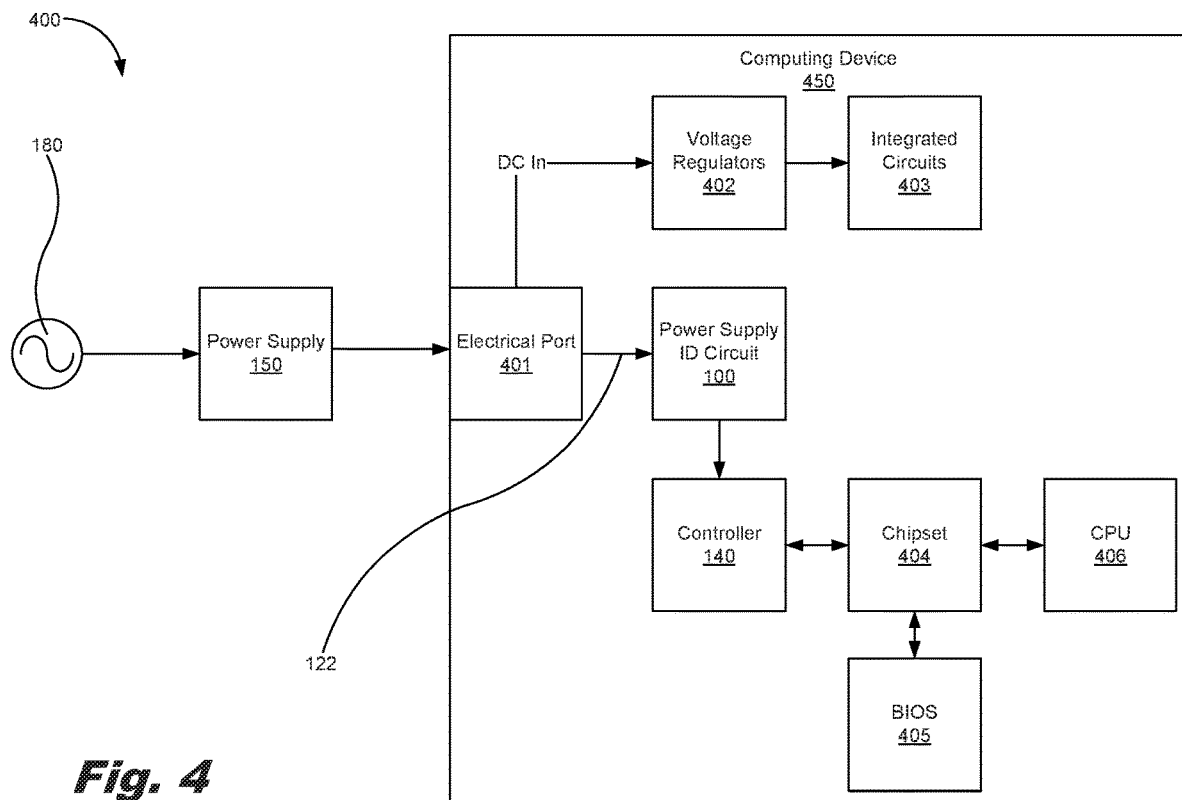 400
Computing Device
450
180
Voltage
Regulators
402
Integrated
Circuits
403
DC In
Power Supply
150
Electrical Port
401
Power Supply
ID Circuit
100
Controller
140
Chipset
404
CPU
406
122
BIOS
405
Fig. 4